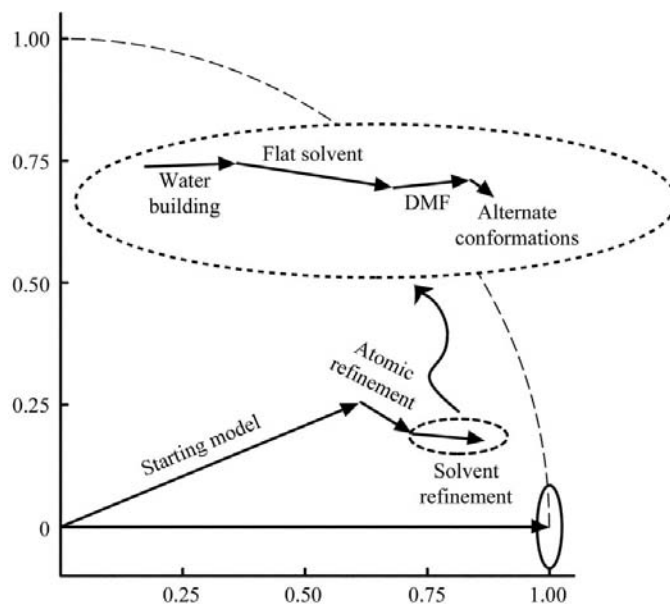 1.00
0.75
0.50
0.25
0
Water
building
Flat solvent
DMF
Alternate
conformations
Starting model
Atomic
refinement
Solvent
refinement
0.25
0.50
0.75
1.00